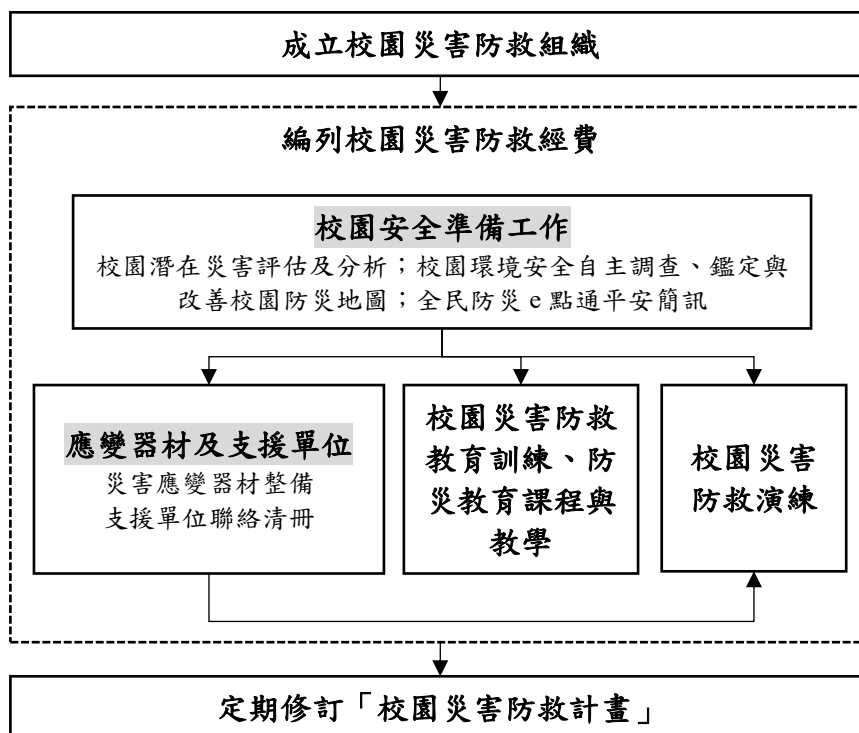 成立校園災害防救組織
編列校園災害防救經費
校園安全準備工作
校園潛在災害評估及分析；校園環境安全自主調查、鑑定與
改善校園防災地圖；全民防災 e 點通平安簡訊
應變器材及支援單位
災害應變器材整備
支援單位聯絡清冊
校園災害防救
教育訓練、防
災教育課程與
教學
校園災害
防救演練
定期修訂「校園災害防救計畫」